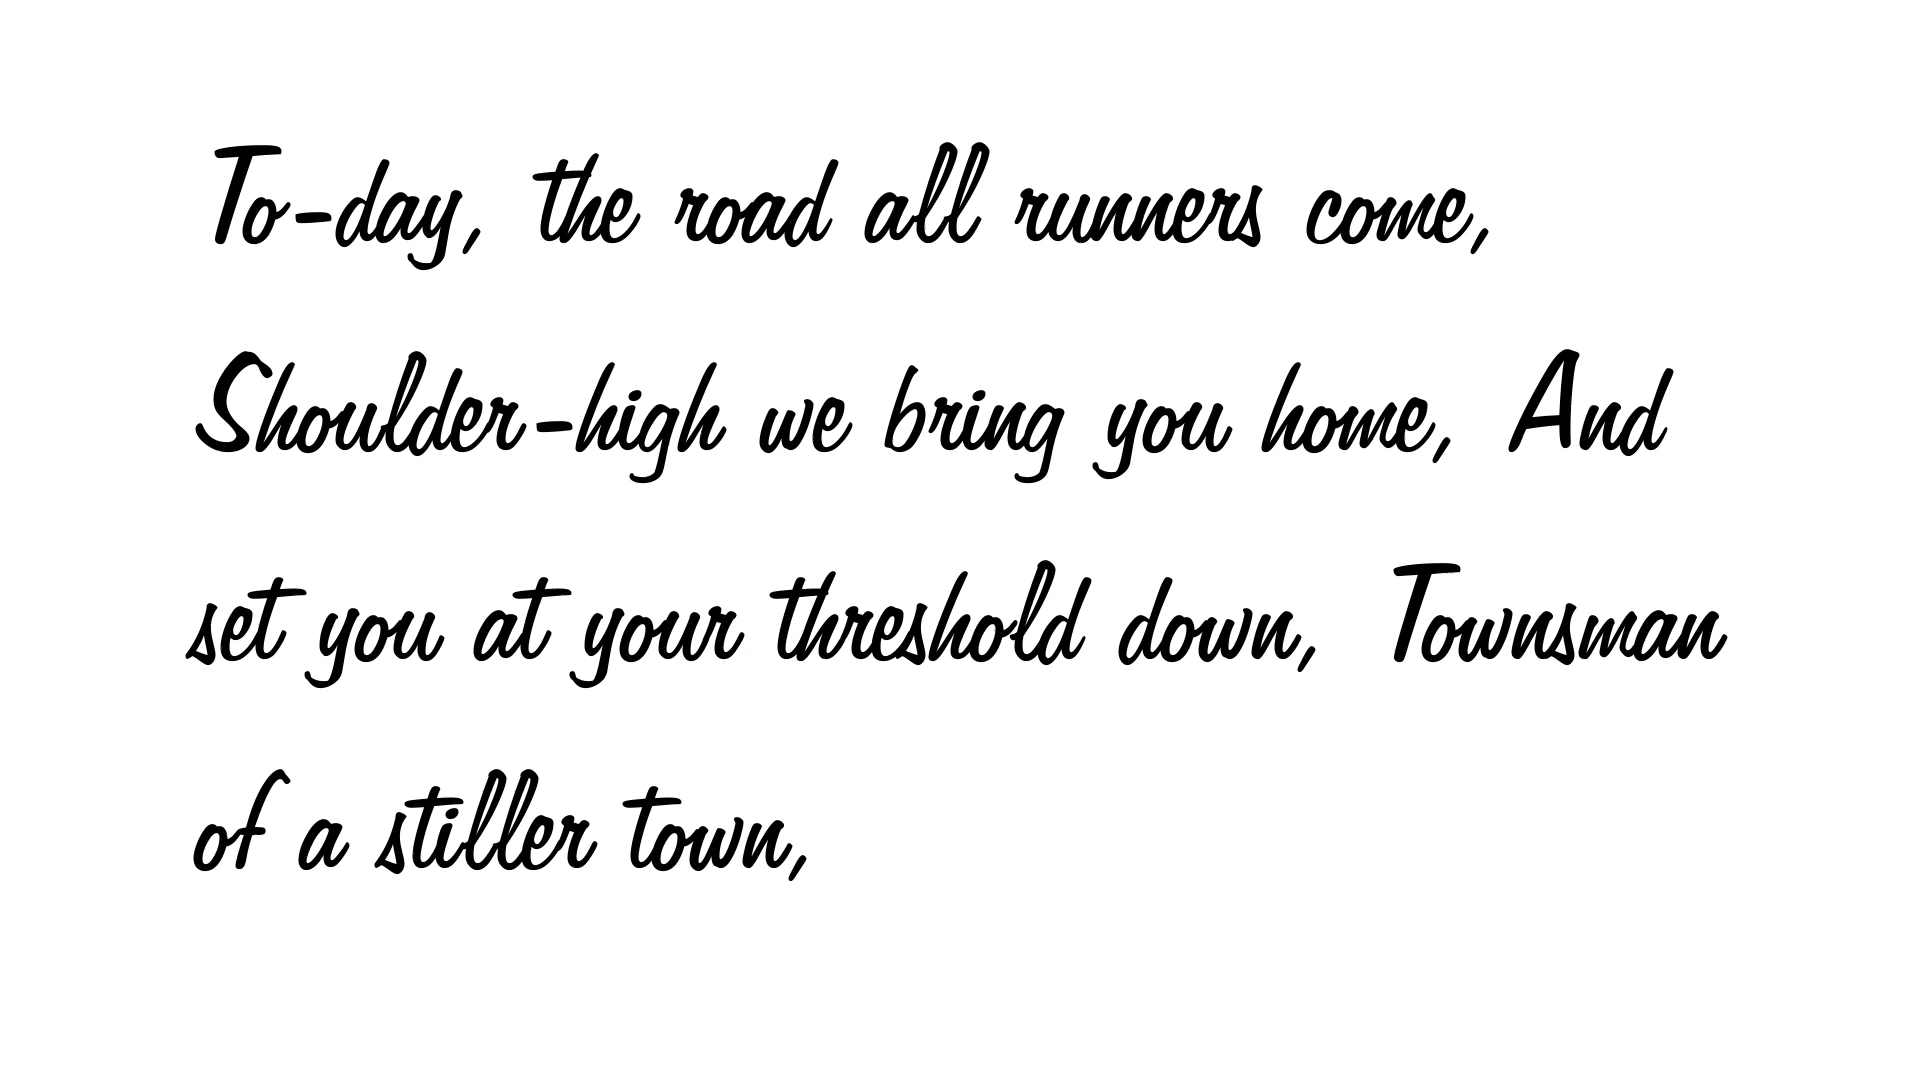 To-day, the road all runners come,
Shoulder-high we bring you home, And
set you at your threshold down, Townsman
of a stiller town,